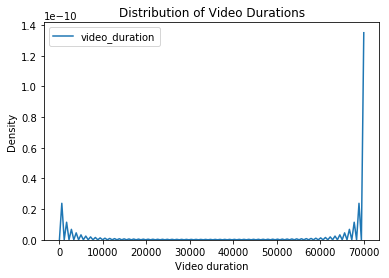 Distribution of Video Durations
1e−10
video_duration
1.4
1.2
1.0
0.8
0.6
0.4
0.2
0.0
Density
0 10000 20000 30000 40000 50000 60000 70000
Video duration